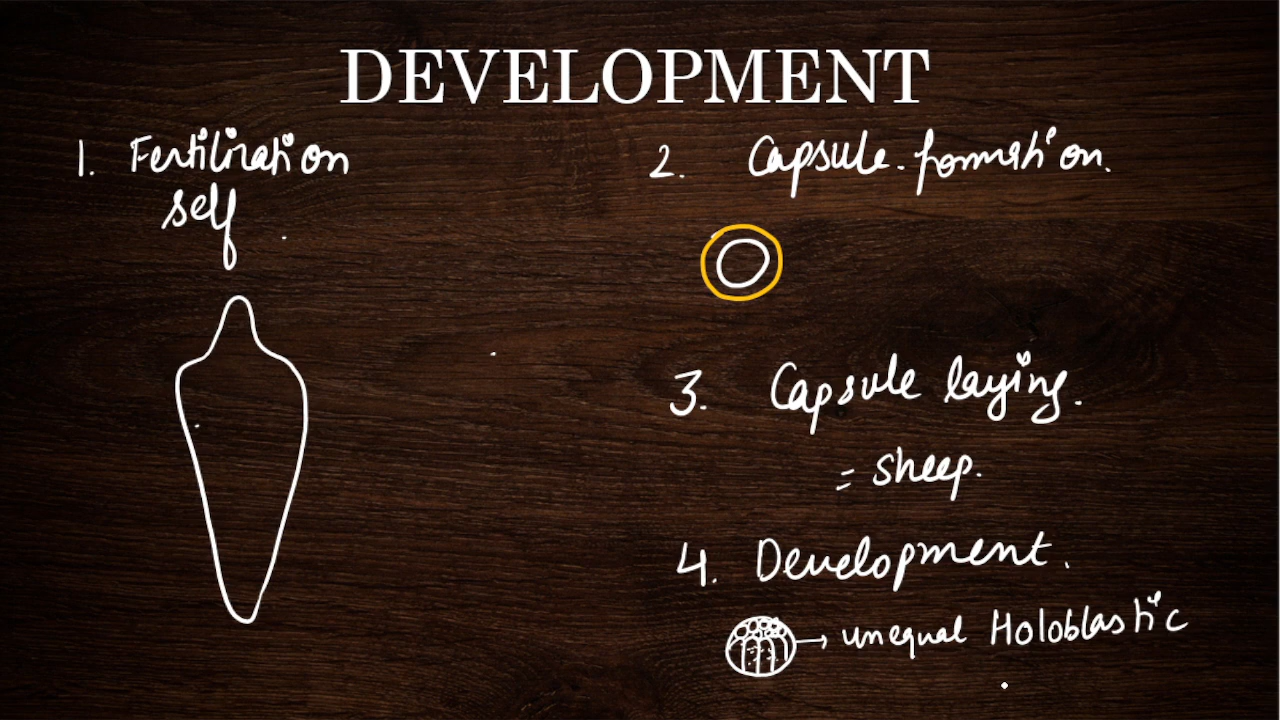 DEVELOPMENT
1. Fertilization
self
2. Capsule formation.
3. Capsule laying.
= sheep.
4. Development.
→ unequal Holoblastic